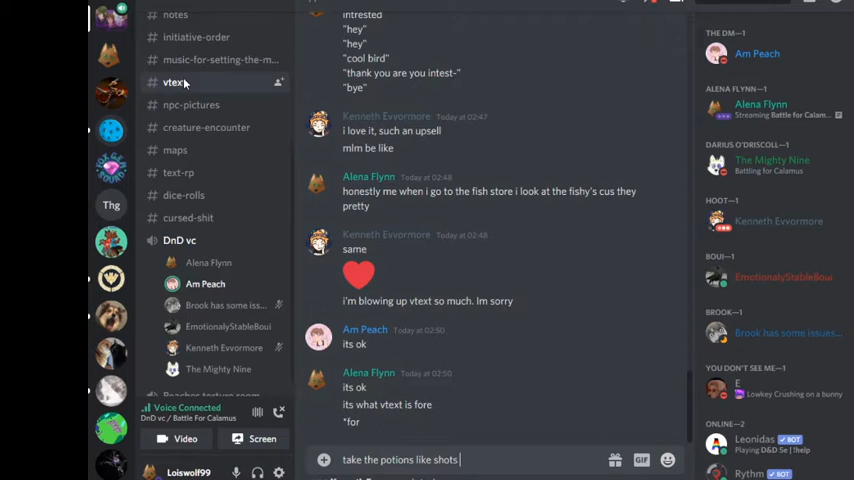 notes
initiative-order
music-for-setting-the-m...
vtext
npc-pictures
creature-encounter
maps
text-rp
dice-rolls
cursed-shit
DnD vc
Alena Flynn
Am Peach
Brook has some iss...
EmotionalyStableBoui
Kenneth Evvormore
The Mighty Nine
Voice Connected
DnD vc / Battle For Calamus
Video
Screen
Loiswolf99
Thg
intrested
"hey"
"hey"
"cool bird"
"thank you are you intest-"
"bye"
Kenneth Evvormore Today at 02:47
i love it, such an upsell
mlm be like
Alena Flynn Today at 02:48
honestly me when i go to the fish store i look at the fishy's cus they
pretty
Kenneth Evvormore Today at 02:48
same
i'm blowing up vtext so much. Im sorry
Am Peach Today at 02:50
its ok
Alena Flynn Today at 02:50
its ok
its what vtext is fore
*for
take the potions like shots
GIF
THE DM—1
Am Peach
ALENA FLYNN—1
Alena Flynn
Streaming Battle for Calam...
DARIUS O'DRISCOLL—1
The Mighty Nine
Battling for Calamus
HOOT—1
Kenneth Evvormore
BOUI—1
EmotionalyStableBoui
BROOK—1
Brook has some issues...
YOU DON'T SEE ME—1
E
Lowkey Crushing on a bunny
ONLINE—2
Leonidas BOT
Playing D&D 5e | !help
Rythm BOT